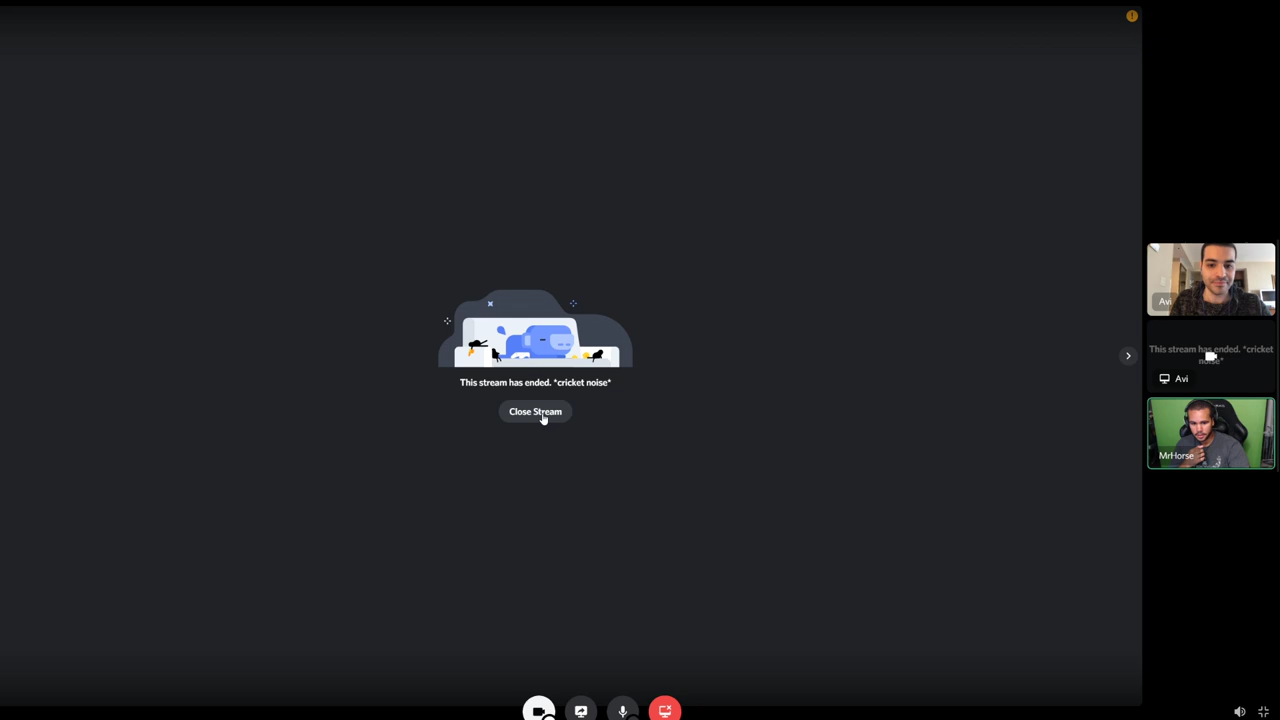 This stream has ended. *cricket noise*
Close Stream
Avi
This stream has ended. *cricket
noise*
Avi
MrHorse